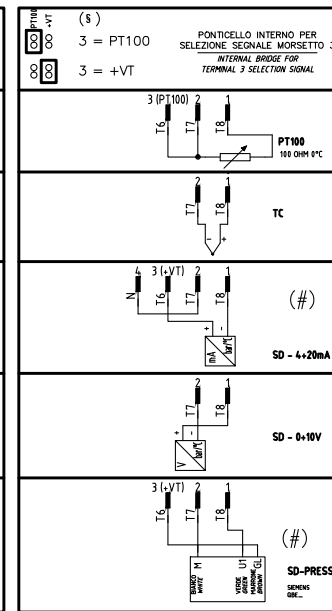 PT100
+VT
(§)
3 = PT100
3 = +VT
PONTICELLO INTERNO PER
SELEZIONE SEGNALE MORSETTO 3
INTERNAL BRIDGE FOR
TERMINAL 3 SELECTION SIGNAL
3 (PT100) 2 1
T6 T7 T8
PT100
100 OHM 0°C
2 1
T7 T8
- +
TC
4 3 (+VT) 2 1
N T6 T7 T8
(#)
+ -
mA bar/°C
SD - 4÷20mA
2 1
T7 T8
+ -
V bar/°C
SD - 0÷10V
3 (+VT) 2 1
T6 T7 T8
(#)
M U1 GL
BIANCO
WHITE
VERDE
GREEN
MARRONE
BROWN
SD-PRESS
SIEMENS
QBE...